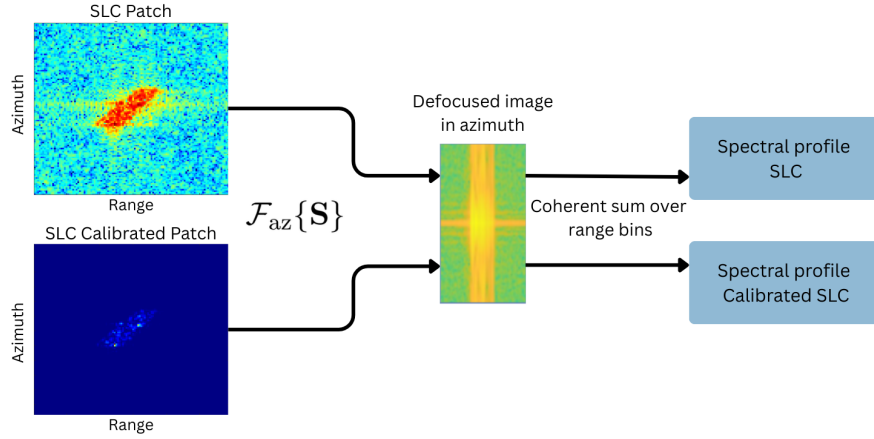 SLC Patch
Azimuth
Range
SLC Calibrated Patch
Azimuth
Range
𝓕az{S}
Defocused image
in azimuth
Coherent sum over
range bins
Spectral profile
SLC
Spectral profile
Calibrated SLC